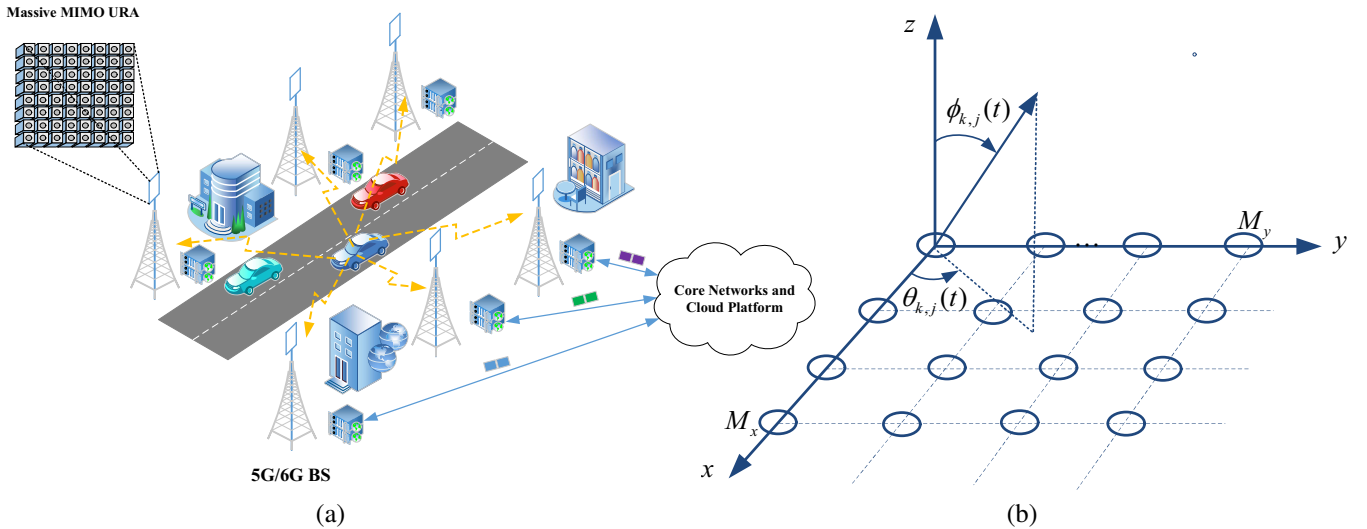 Massive MIMO URA
Core Networks and
Cloud Platform
5G/6G BS
(a)
z
ϕ_{k,j}(t)
M_y
...
y
θ_{k,j}(t)
M_x
x
(b)